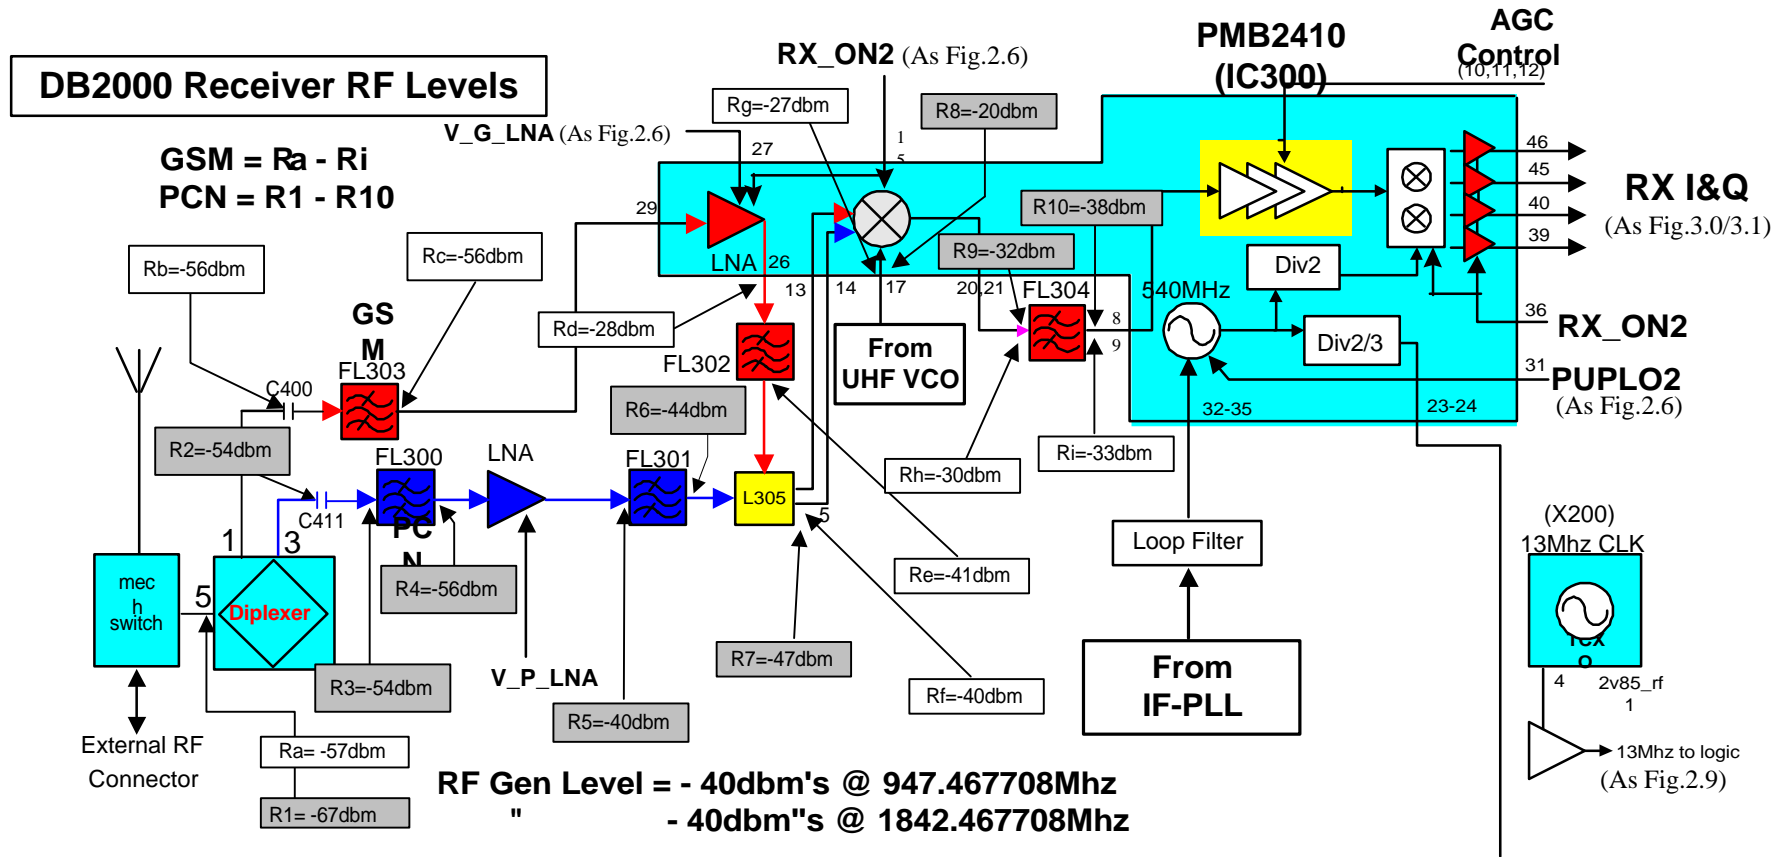 DB2000 Receiver RF Levels
GSM = Ra - Ri
PCN = R1 - R10
RX_ON2 (As Fig.2.6)
PMB2410
(IC300)
AGC
Control
(10,11,12)
Rg=-27dbm
R8=-20dbm
V_G_LNA (As Fig.2.6)
27
1
5
29
LNA
26
13
14
17
20,21
R10=-38dbm
R9=-32dbm
FL304
8
9
540MHz
Div2
Div2/3
46
45
40
39
RX I&Q
(As Fig.3.0/3.1)
36
RX_ON2
31
PUPLO2
(As Fig.2.6)
32-35
23-24
Rb=-56dbm
Rc=-56dbm
GS
M
FL303
C400
Rd=-28dbm
FL302
From
UHF VCO
R2=-54dbm
R6=-44dbm
FL300
LNA
FL301
L305
5
C411
PC
N
Rh=-30dbm
Ri=-33dbm
1
3
5
mec
h
switch
Diplexer
R4=-56dbm
Re=-41dbm
Loop Filter
(X200)
13Mhz CLK
TCX
O
4
2v85_rf
1
R3=-54dbm
V_P_LNA
R7=-47dbm
Rf=-40dbm
R5=-40dbm
From
IF-PLL
External RF
Connector
Ra= -57dbm
R1= -67dbm
13Mhz to logic
(As Fig.2.9)
RF Gen Level = - 40dbm's @ 947.467708Mhz
" - 40dbm"s @ 1842.467708Mhz